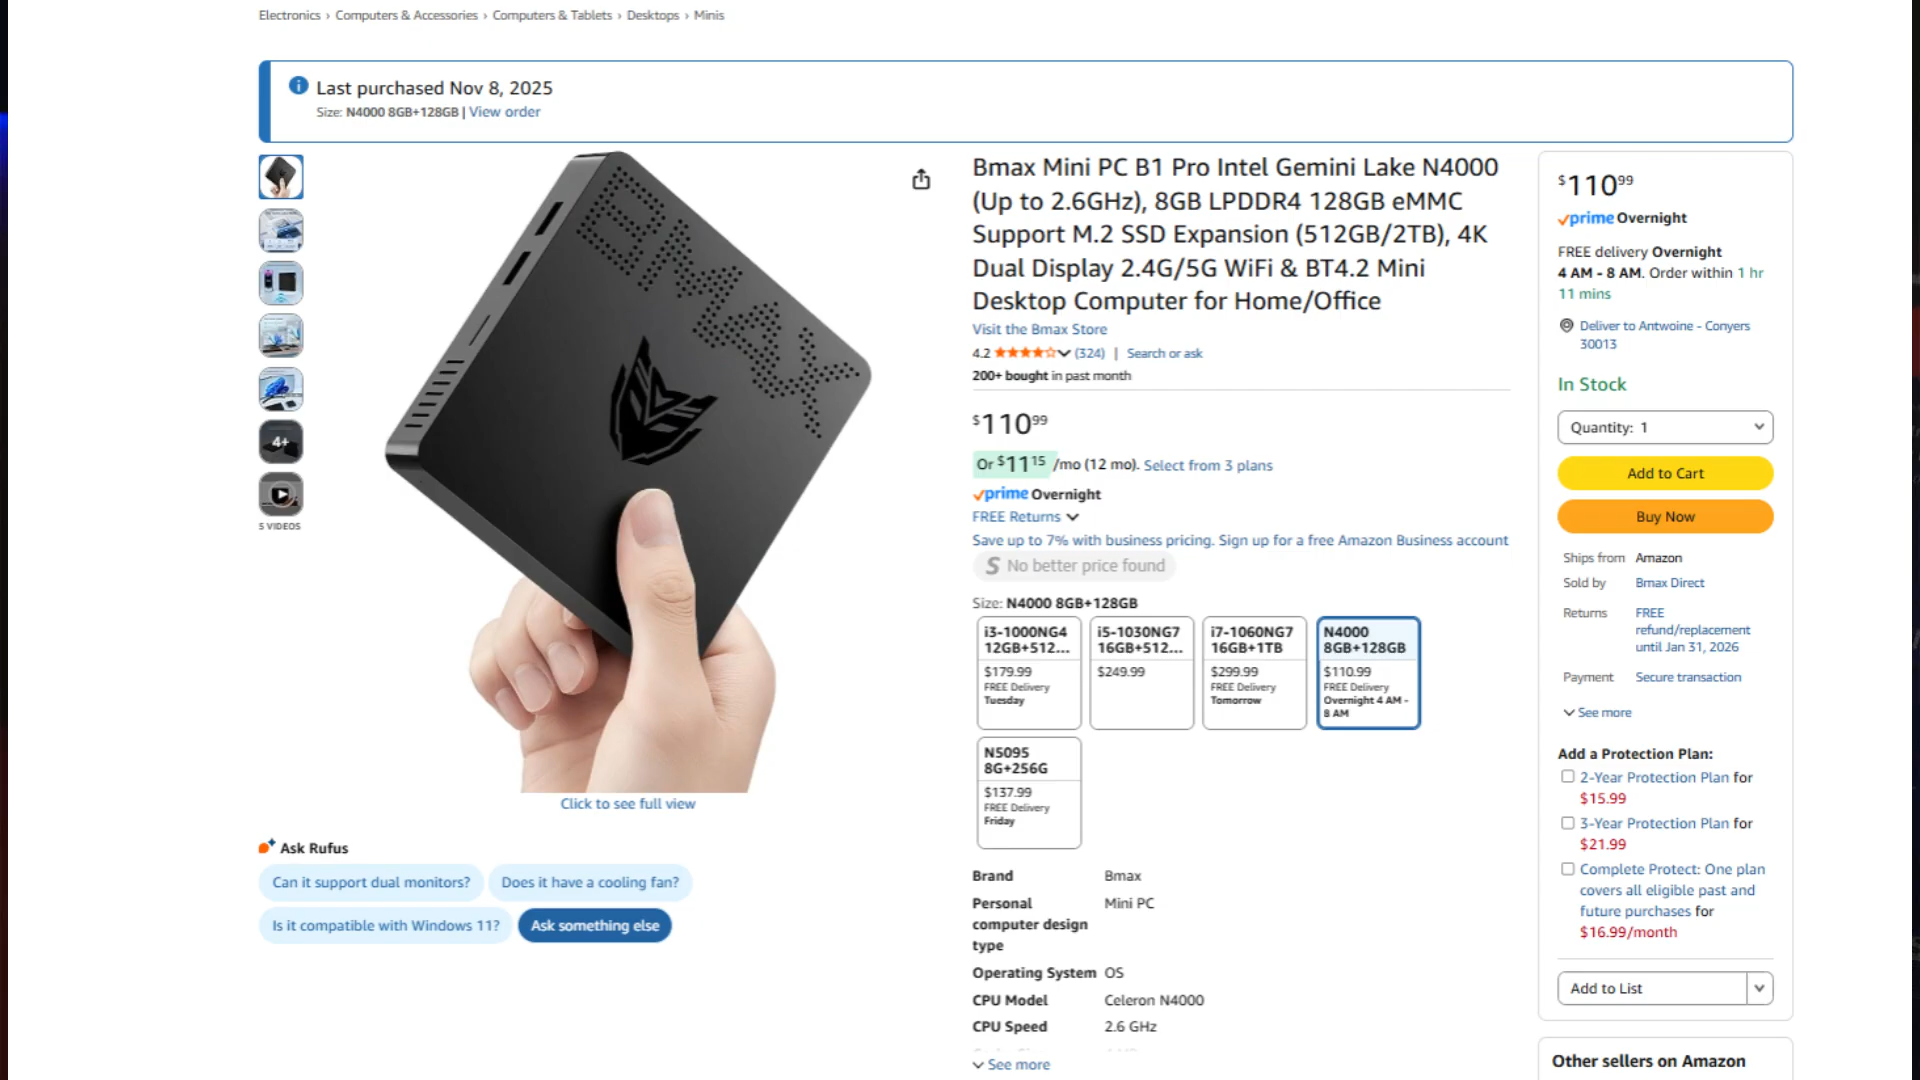 Electronics › Computers & Accessories › Computers & Tablets › Desktops › Minis
Last purchased Nov 8, 2025
Size: N4000 8GB+128GB | View order
BMAX
4+
5 VIDEOS
Click to see full view
Ask Rufus
Can it support dual monitors?
Does it have a cooling fan?
Is it compatible with Windows 11?
Ask something else
Bmax Mini PC B1 Pro Intel Gemini Lake N4000
(Up to 2.6GHz), 8GB LPDDR4 128GB eMMC
Support M.2 SSD Expansion (512GB/2TB), 4K
Dual Display 2.4G/5G WiFi & BT4.2 Mini
Desktop Computer for Home/Office
Visit the Bmax Store
4.2 (324) | Search or ask
200+ bought in past month
$110 99
Or $11 15 /mo (12 mo). Select from 3 plans
prime Overnight
FREE Returns
Save up to 7% with business pricing. Sign up for a free Amazon Business account
S No better price found
Size: N4000 8GB+128GB
i3-1000NG4
12GB+512...
$179.99
FREE Delivery
Tuesday
i5-1030NG7
16GB+512...
$249.99
i7-1060NG7
16GB+1TB
$299.99
FREE Delivery
Tomorrow
N4000
8GB+128GB
$110.99
FREE Delivery
Overnight 4 AM -
8 AM
N5095
8G+256G
$137.99
FREE Delivery
Friday
Brand Bmax
Personal Mini PC
computer design
type
Operating System OS
CPU Model Celeron N4000
CPU Speed 2.6 GHz
See more
$110 99
prime Overnight
FREE delivery Overnight
4 AM - 8 AM. Order within 1 hr
11 mins
Deliver to Antwoine - Conyers
30013
In Stock
Quantity: 1
Add to Cart
Buy Now
Ships from Amazon
Sold by Bmax Direct
Returns FREE
refund/replacement
until Jan 31, 2026
Payment Secure transaction
See more
Add a Protection Plan:
2-Year Protection Plan for
$15.99
3-Year Protection Plan for
$21.99
Complete Protect: One plan
covers all eligible past and
future purchases for
$16.99/month
Add to List
Other sellers on Amazon